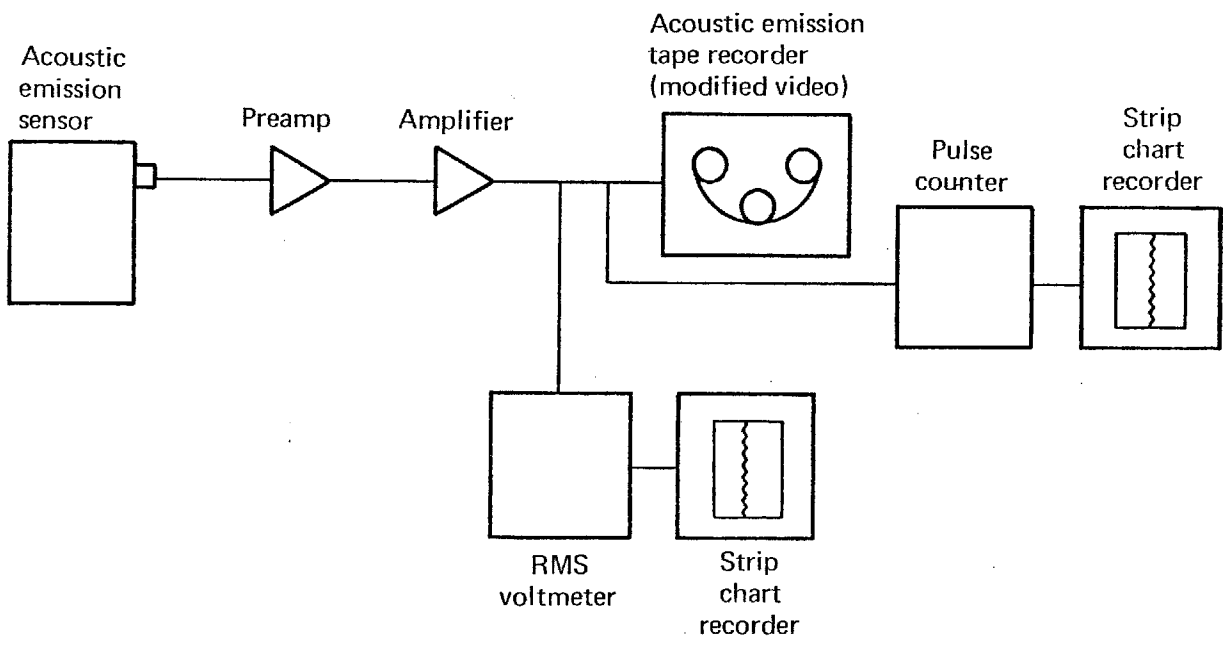 Acoustic
emission
sensor
Preamp
Amplifier
Acoustic emission
tape recorder
(modified video)
Pulse
counter
Strip
chart
recorder
RMS
voltmeter
Strip
chart
recorder